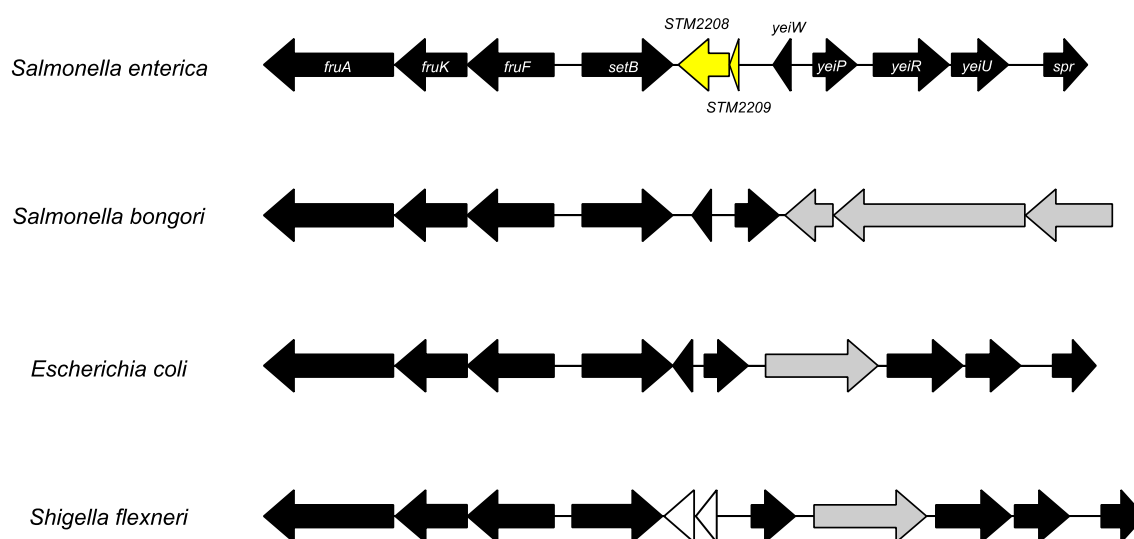 STM2208 yeiW
Salmonella enterica fruA fruK fruF setB yeiP yeiR yeiU spr
STM2209
Salmonella bongori
Escherichia coli
Shigella flexneri